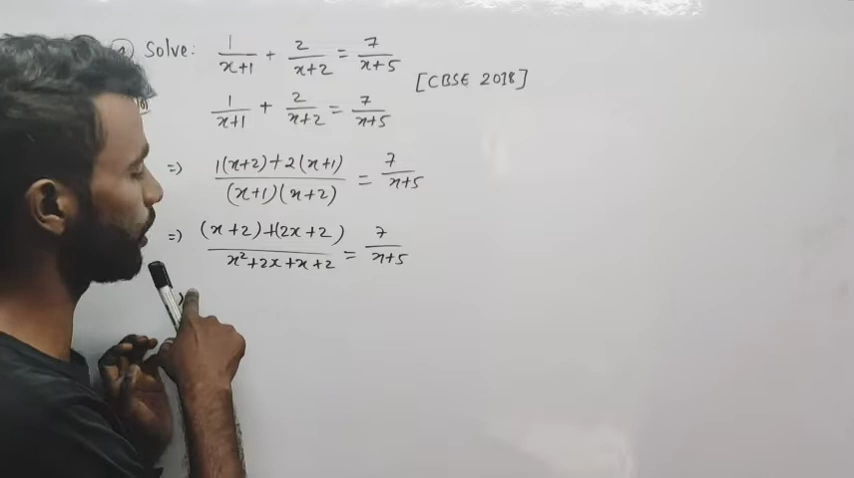 Solve: 1/(x+1) + 2/(x+2) = 7/(x+5)
[CBSE 2018]
1/(x+1) + 2/(x+2) = 7/(x+5)
=> (1(x+2)+2(x+1))/((x+1)(x+2)) = 7/(x+5)
=> ((x+2)+(2x+2))/(x²+2x+x+2) = 7/(x+5)